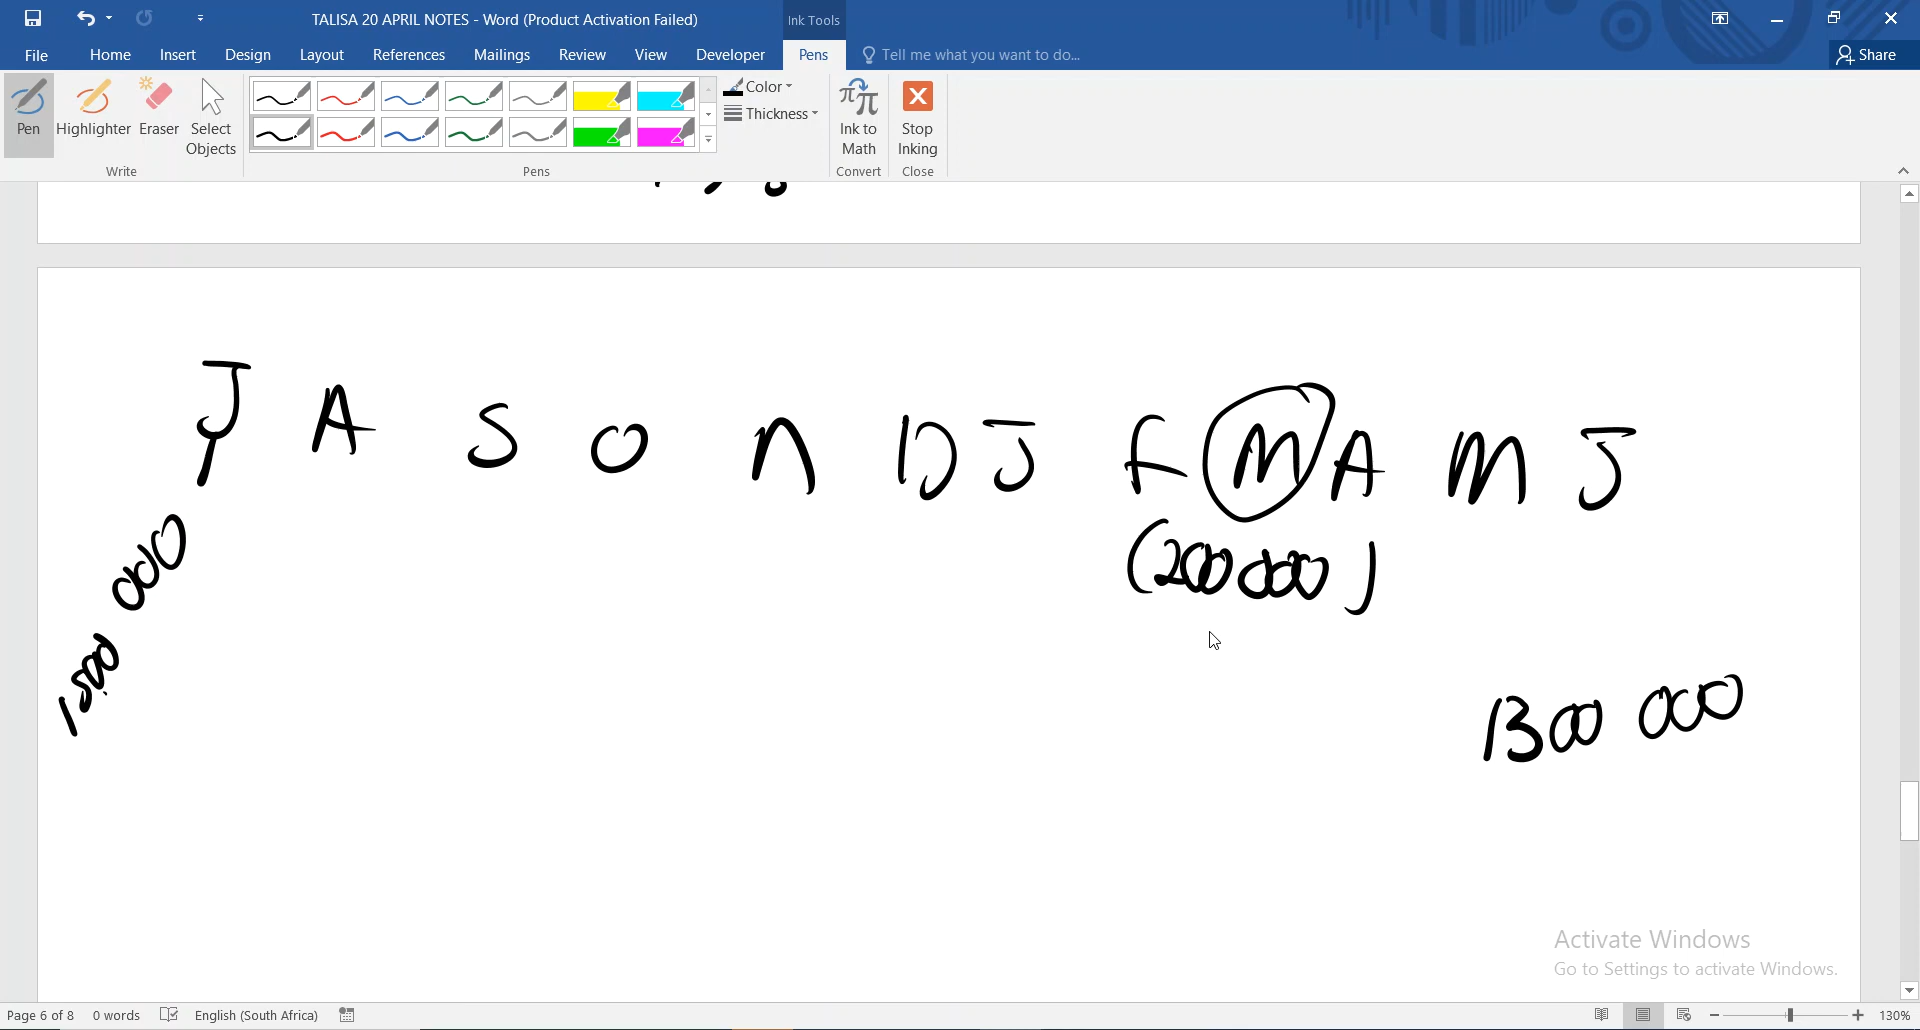 TALISA 20 APRIL NOTES - Word (Product Activation Failed)
Ink Tools
File Home Insert Design Layout References Mailings Review View Developer Pens Tell me what you want to do... Share
Pen Highlighter Eraser Select Objects
Color
Thickness
Ink to Math
Stop Inking
Write Pens Convert Close
J A S O N D J F M A M J
(200 000)
1 500 000
1300 000
Activate Windows
Go to Settings to activate Windows.
Page 6 of 8 0 words English (South Africa) 130%